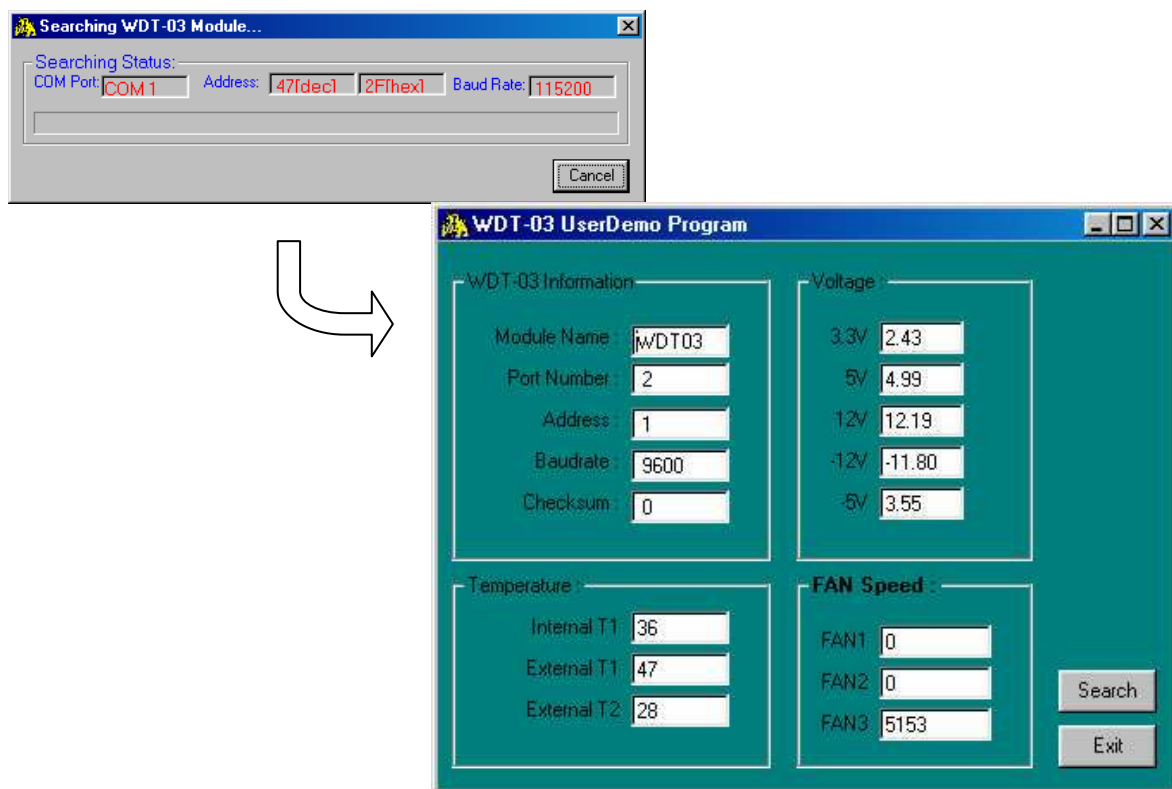 Searching WDT-03 Module...
Searching Status:
COM Port: COM 1 Address: 47[dec] 2F[hex] Baud Rate: 115200
Cancel
WDT-03 UserDemo Program
WDT-03 Information
Module Name : WDT03
Port Number : 2
Address : 1
Baudrate : 9600
Checksum : 0
Voltage :
3.3V 2.43
5V 4.99
12V 12.19
-12V -11.80
-5V 3.55
Temperature :
Internal T1 36
External T1 47
External T2 28
FAN Speed :
FAN1 0
FAN2 0
FAN3 5153
Search
Exit